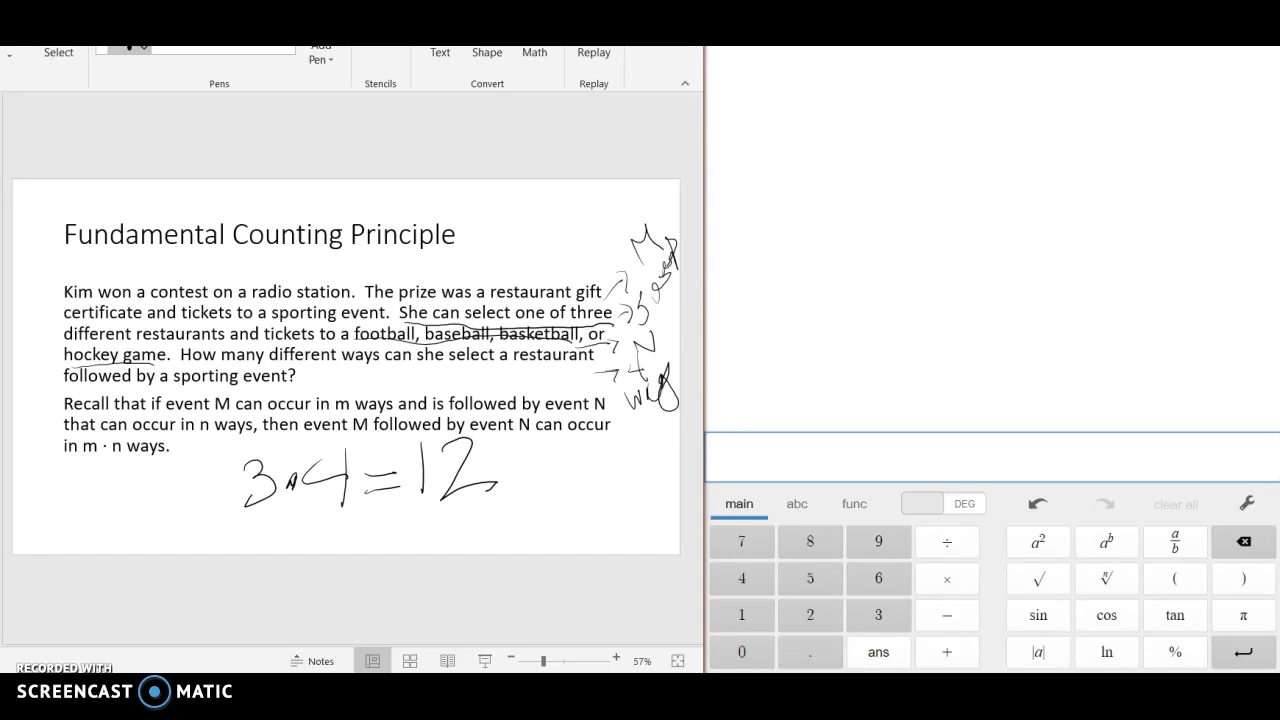 Select
Add
Pen
Text Shape Math Replay
Pens Stencils Convert Replay
Fundamental Counting Principle
Kim won a contest on a radio station. The prize was a restaurant gift
certificate and tickets to a sporting event. She can select one of three
different restaurants and tickets to a football, baseball, basketball, or
hockey game. How many different ways can she select a restaurant
followed by a sporting event?
Recall that if event M can occur in m ways and is followed by event N
that can occur in n ways, then event M followed by event N can occur
in m · n ways.
M
3
N
4
3·4=12
Notes 57%
main abc func DEG clear all
7 8 9 ÷ a² aᵇ a/b
4 5 6 × √ ⁿ√ ( )
1 2 3 − sin cos tan π
0 . ans + |a| ln %
RECORDED WITH
SCREENCAST MATIC